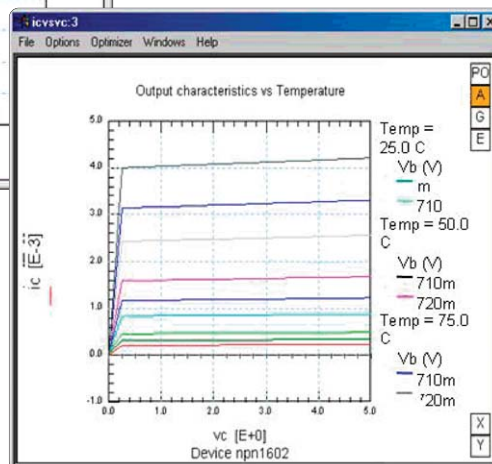 icvsvc:3
File Options Optimizer Windows Help
Output characteristics vs Temperature
PO
A
G
E
5.0
4.0
3.0
2.0
1.0
0.0
-1.0
ic [E-3]
0.0 1.0 2.0 3.0 4.0 5.0
vc [E+0]
Device npn1602
Temp =
25.0 C
Vb (V)
m
710
Temp = 50.0
C
Vb (V)
710m
720m
Temp = 75.0
C
Vb (V)
710m
720m
X
Y